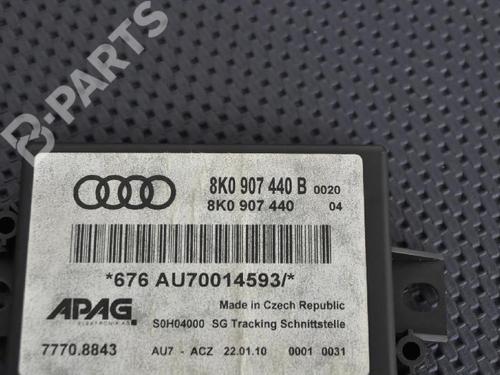 B-PARTS
8K0 907 440 B 0020
8K0 907 440 04
*676 AU70014593/*
APAG
ELEKTRONIK AG
Made in Czech Republic
S0H04000 SG Tracking Schnittstelle
7770.8843 AU7 - ACZ 22.01.10 0001 0031